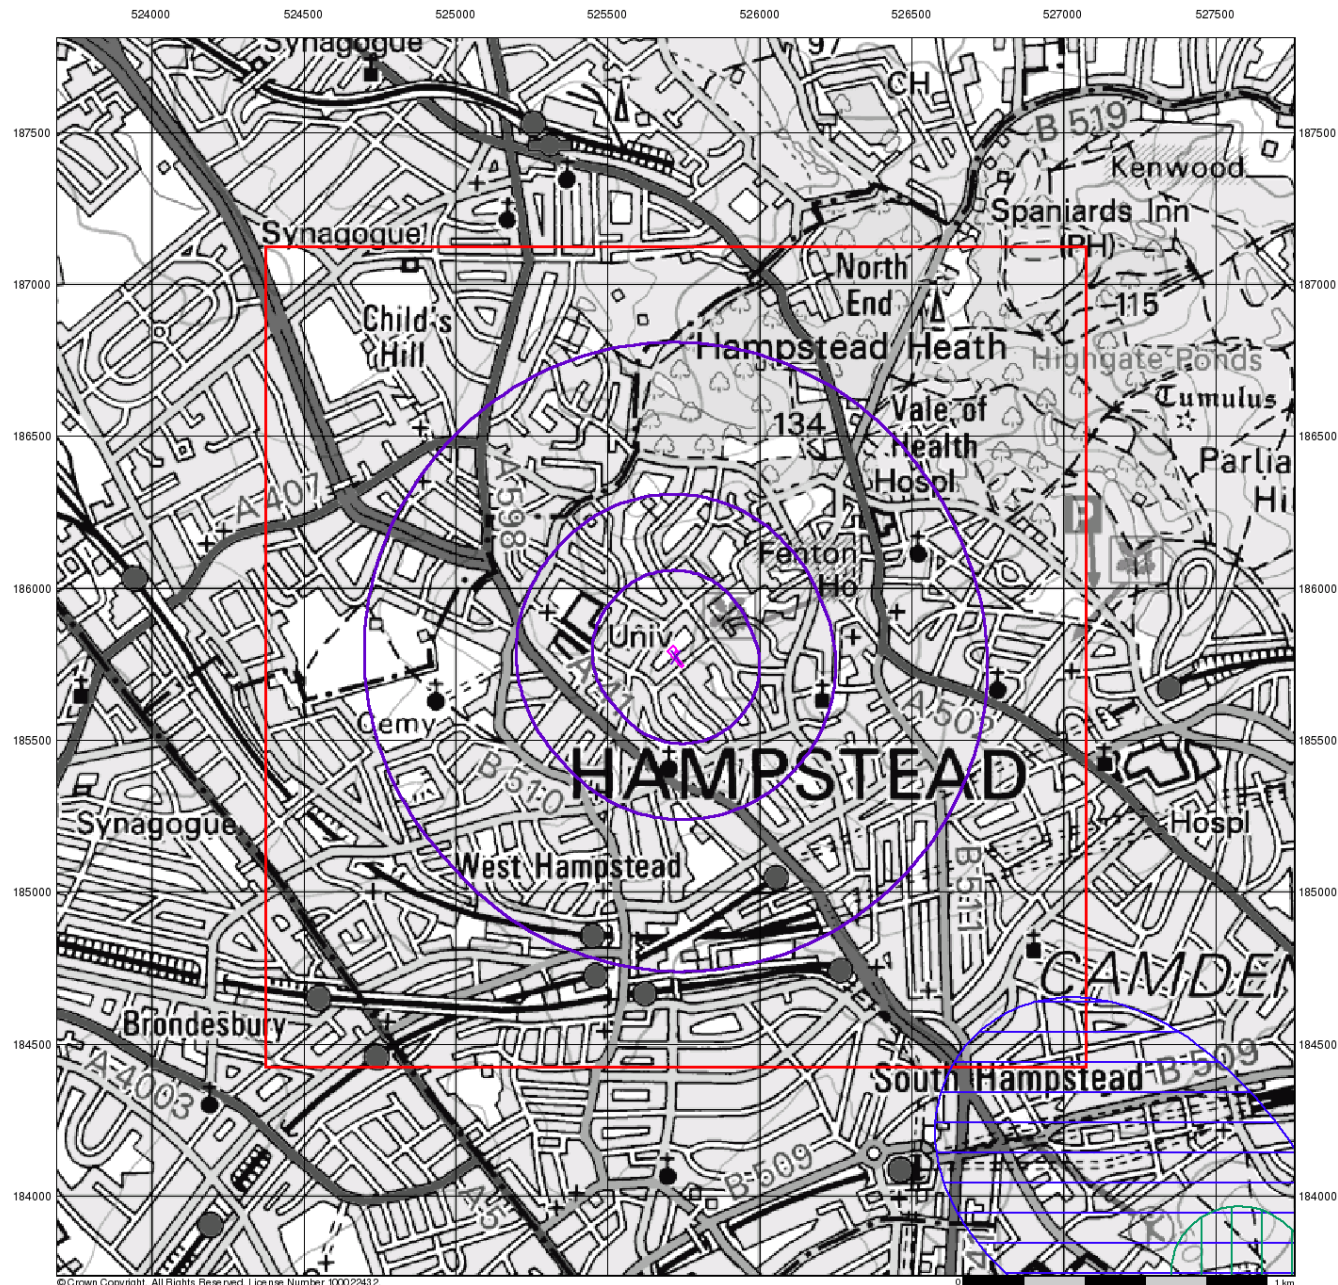 524000 524500 525000 525500 526000 526500 527000 527500
Synagogue
97
CH
187500
187500
B 519
Kenwood
Spaniards Inn
(PH)
Synagogue
187000
187000
North
End
115
Child's
Hill
Hampstead Heath
Highgate Ponds
Tumulus
Vale of
Health
134
186500
186500
Hospl
Parlia
Hi
A 407
A 598
P
Fenton
Ho
186000
186000
Univ
A 41
Cemy
A 502
185500
185500
HAMPSTEAD
B 510
Synagogue
Hospl
West Hampstead
B 511
185000
185000
CAMDEN
Brondesbury
184500
184500
A 4003
South Hampstead
B 509
B 509
184000
184000
A5
© Crown Copyright. All Rights Reserved. License Number 100022432
0
1 km